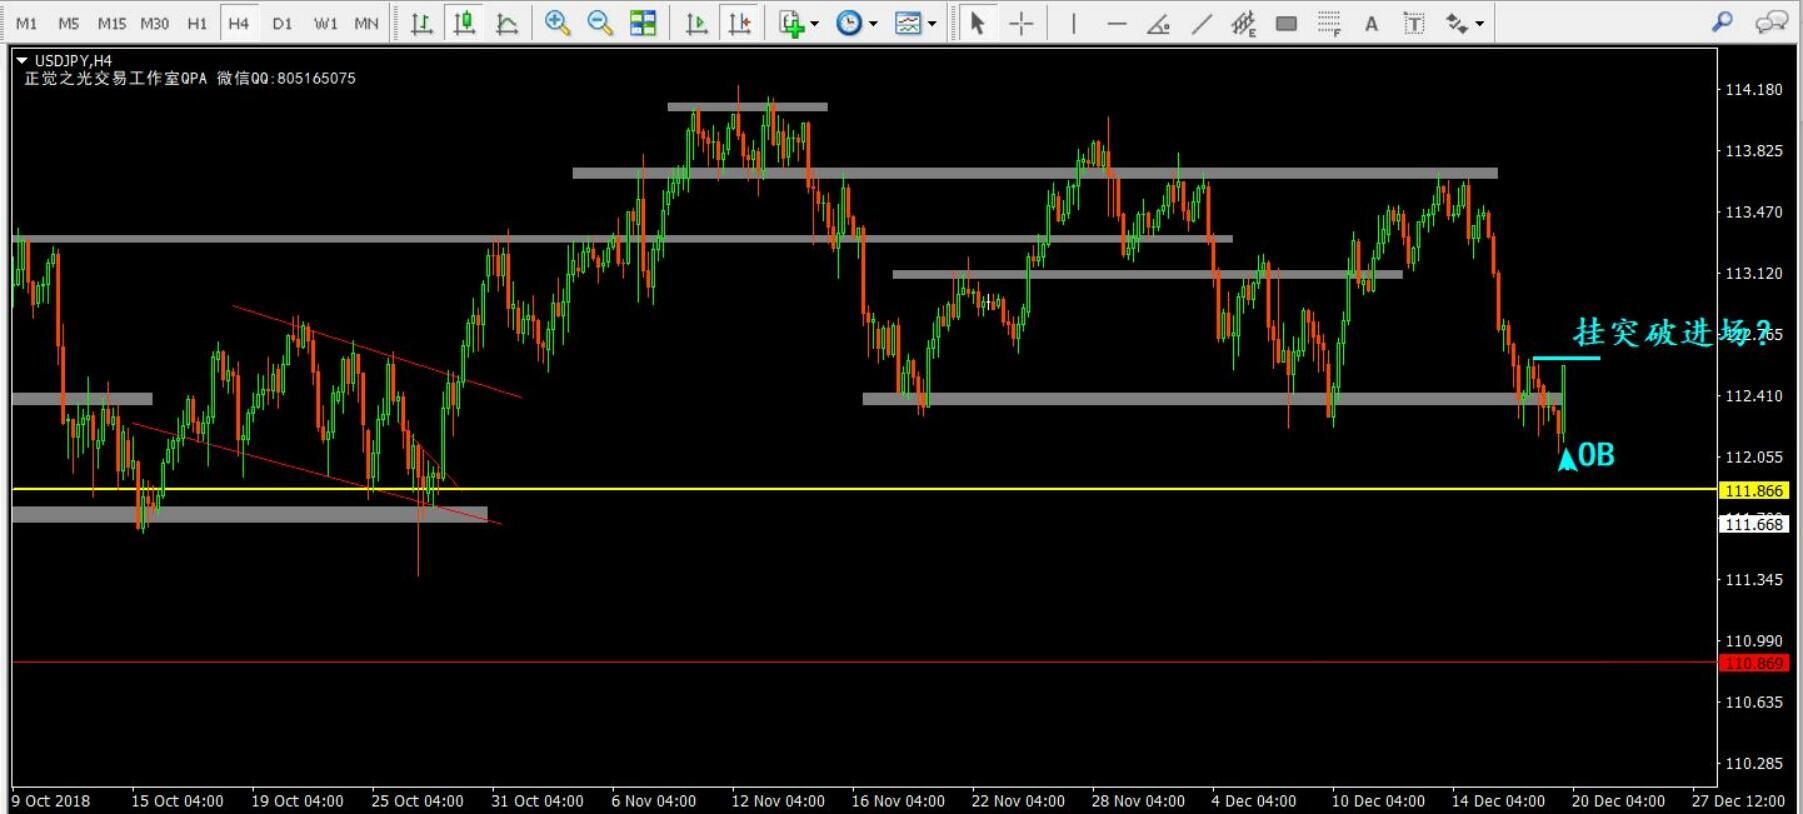 M1 M5 M15 M30 H1 H4 D1 W1 MN
E F A T
USDJPY,H4
正觉之光交易工作室QPA 微信QQ:805165075
114.180
113.825
113.470
113.120
挂突破进场?
112.410
OB
112.055
111.866
111.668
111.345
110.990
110.869
110.635
110.285
9 Oct 2018 15 Oct 04:00 19 Oct 04:00 25 Oct 04:00 31 Oct 04:00 6 Nov 04:00 12 Nov 04:00 16 Nov 04:00 22 Nov 04:00 28 Nov 04:00 4 Dec 04:00 10 Dec 04:00 14 Dec 04:00 20 Dec 04:00 27 Dec 12:00